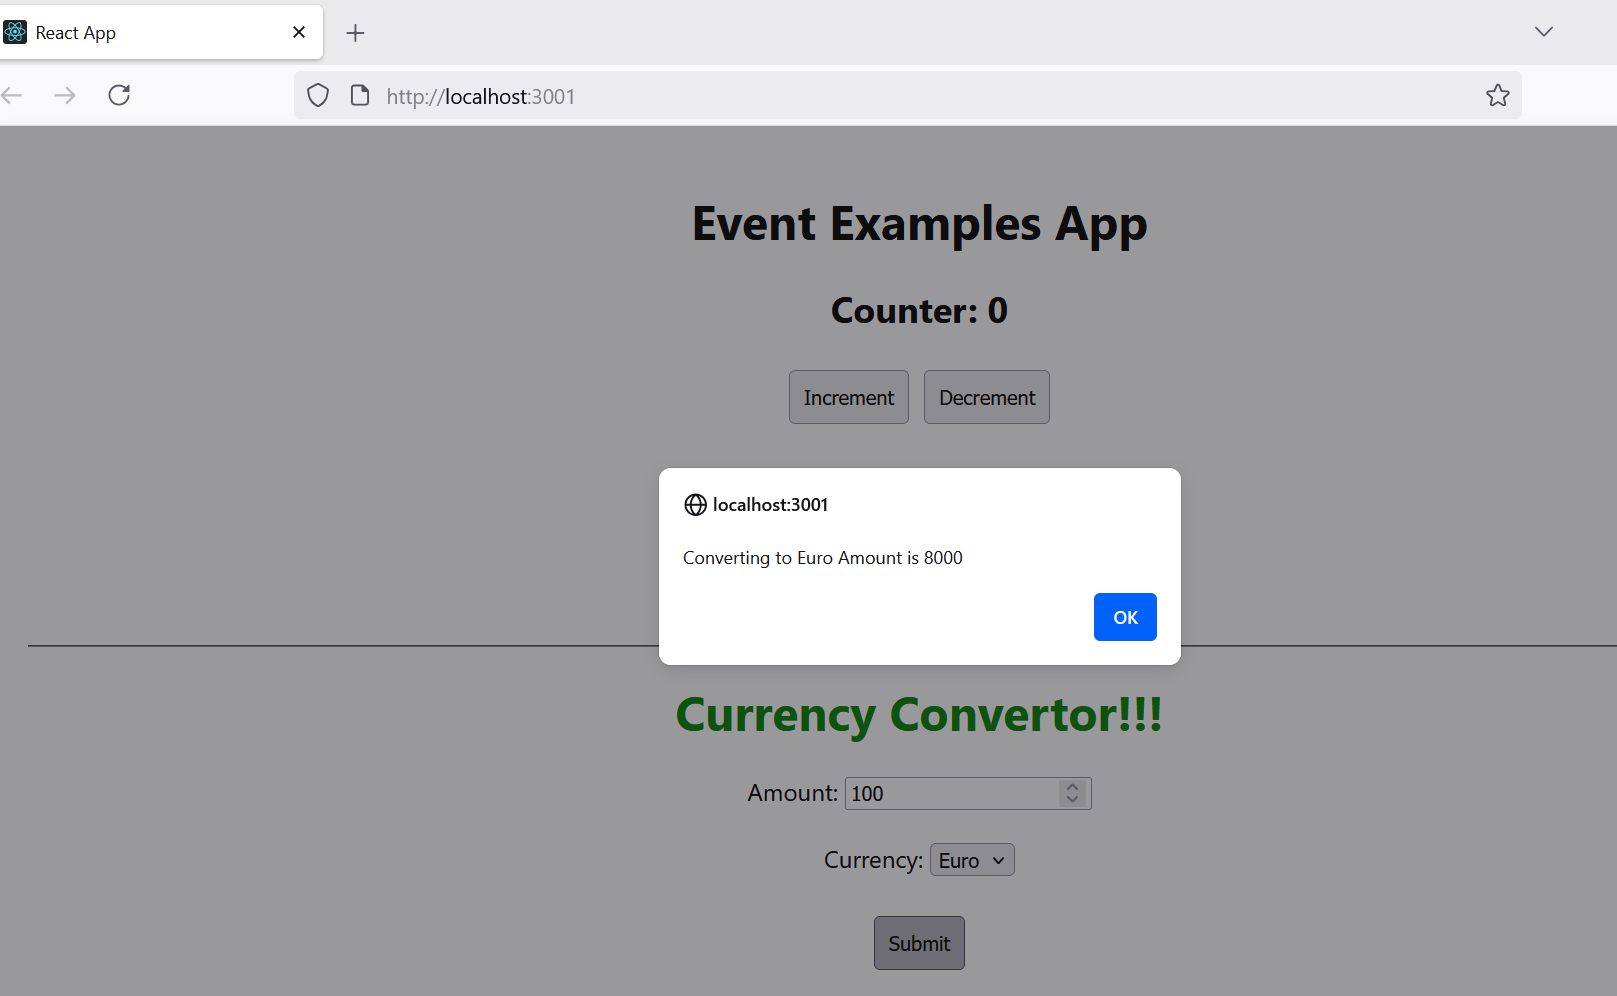 React App
http://localhost:3001
Event Examples App
Counter: 0
Increment Decrement
localhost:3001
Converting to Euro Amount is 8000
OK
Currency Convertor!!!
Amount: 100
Currency: Euro
Submit